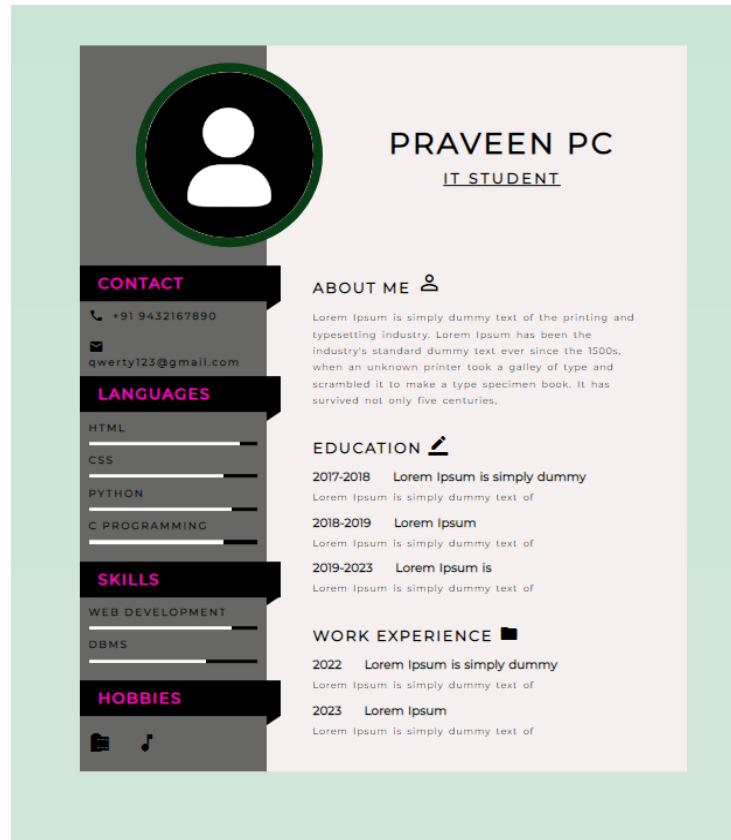 PRAVEEN PC
IT STUDENT
CONTACT
+91 9432167890
qwerty123@gmail.com
LANGUAGES
HTML
CSS
PYTHON
C PROGRAMMING
SKILLS
WEB DEVELOPMENT
DBMS
HOBBIES
ABOUT ME
Lorem Ipsum is simply dummy text of the printing and
typesetting industry. Lorem Ipsum has been the
industry's standard dummy text ever since the 1500s,
when an unknown printer took a galley of type and
scrambled it to make a type specimen book. It has
survived not only five centuries,
EDUCATION
2017-2018 Lorem Ipsum is simply dummy
Lorem Ipsum is simply dummy text of
2018-2019 Lorem Ipsum
Lorem Ipsum is simply dummy text of
2019-2023 Lorem Ipsum is
Lorem Ipsum is simply dummy text of
WORK EXPERIENCE
2022 Lorem Ipsum is simply dummy
Lorem Ipsum is simply dummy text of
2023 Lorem Ipsum
Lorem Ipsum is simply dummy text of